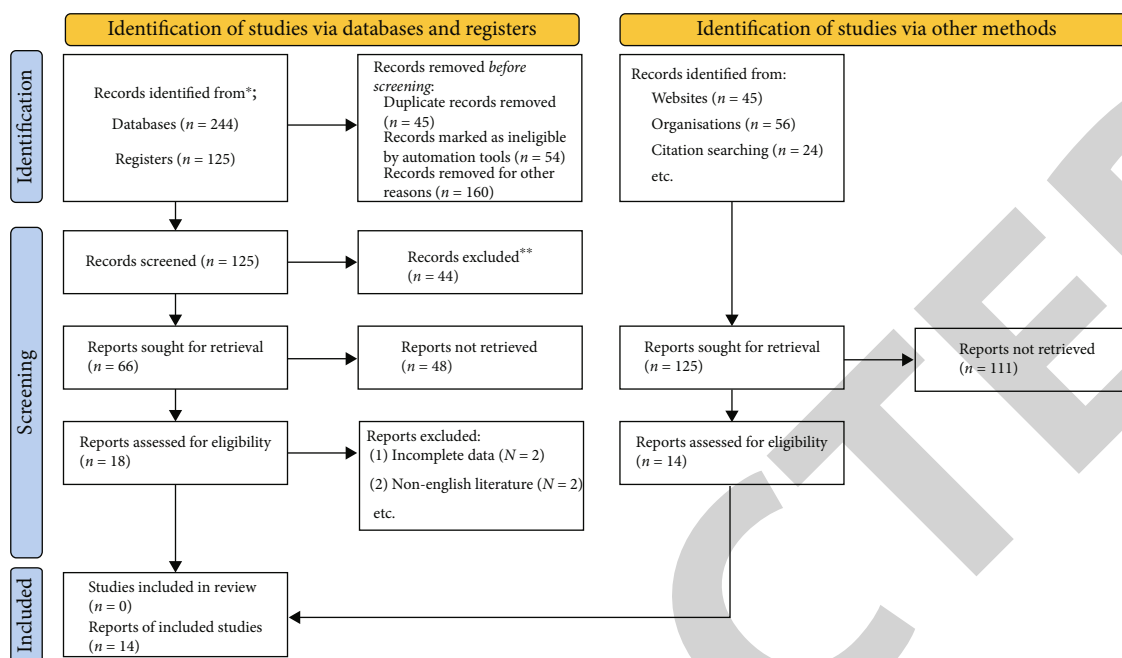 Identification of studies via databases and registers
Identification of studies via other methods
Identification
Records identified from*;
Databases (n = 244)
Registers (n = 125)
Records removed before
screening:
Duplicate records removed
(n = 45)
Records marked as ineligible
by automation tools (n = 54)
Records removed for other
reasons (n = 160)
Records identified from:
Websites (n = 45)
Organisations (n = 56)
Citation searching (n = 24)
etc.
Screening
Records screened (n = 125)
Records excluded**
(n = 44)
Reports sought for retrieval
(n = 66)
Reports not retrieved
(n = 48)
Reports sought for retrieval
(n = 125)
Reports not retrieved
(n = 111)
Reports assessed for eligibility
(n = 18)
Reports excluded:
(1) Incomplete data (N = 2)
(2) Non-english literature (N = 2)
etc.
Reports assessed for eligibility
(n = 14)
Included
Studies included in review
(n = 0)
Reports of included studies
(n = 14)
CTE